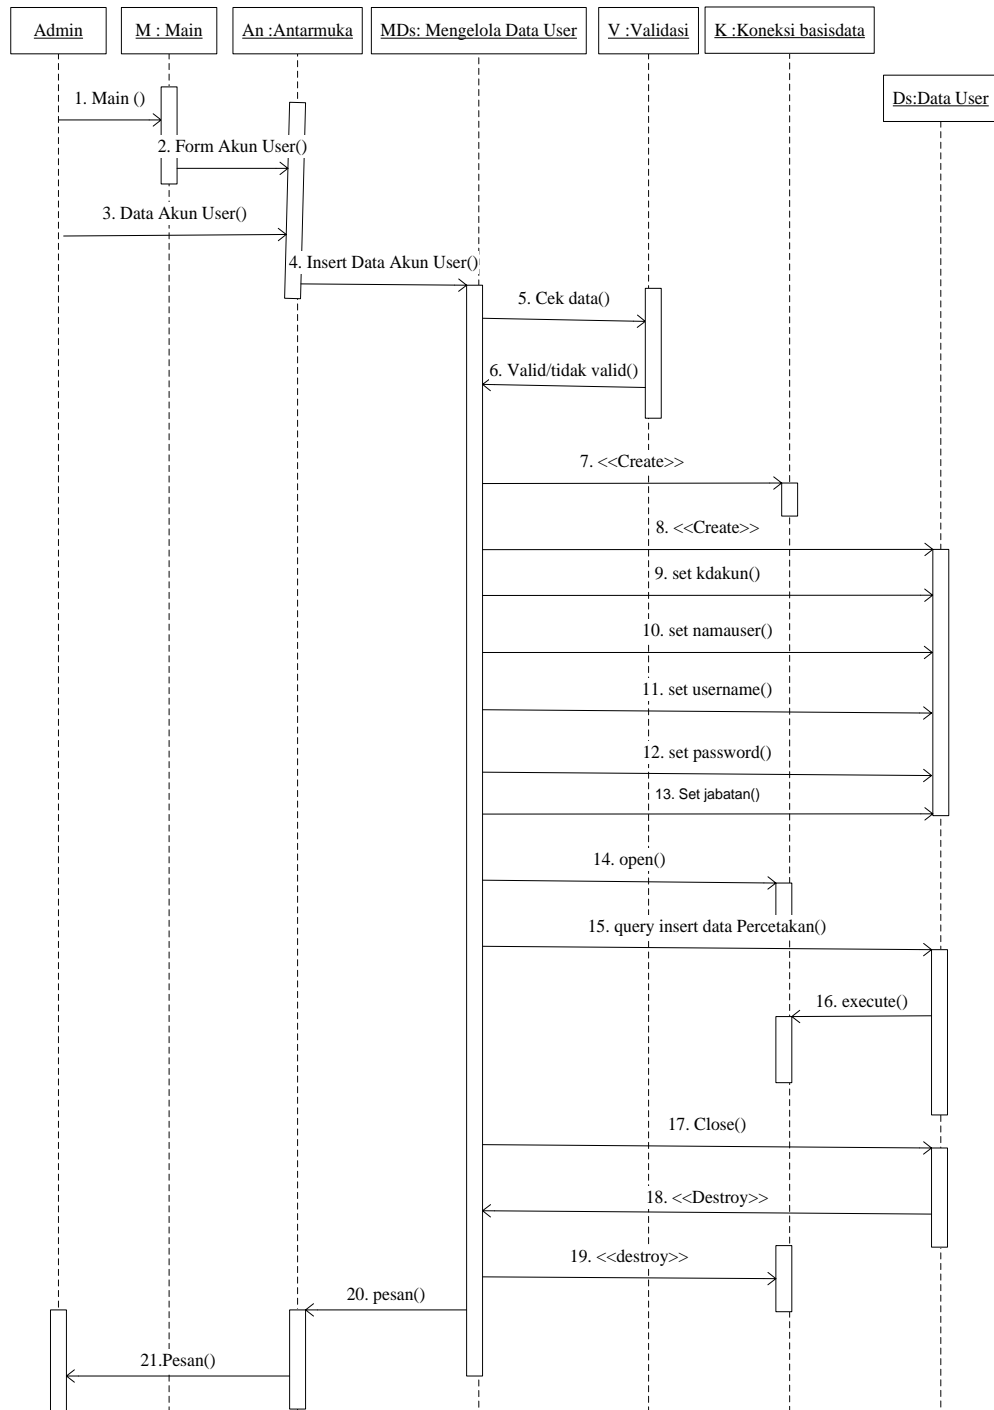 Admin
M : Main
An :Antarmuka
MDs: Mengelola Data User
V :Validasi
K :Koneksi basisdata
Ds:Data User
1. Main ()
2. Form Akun User()
3. Data Akun User()
4. Insert Data Akun User()
5. Cek data()
6. Valid/tidak valid()
7. <<Create>>
8. <<Create>>
9. set kdakun()
10. set namauser()
11. set username()
12. set password()
13. Set jabatan()
14. open()
15. query insert data Percetakan()
16. execute()
17. Close()
18. <<Destroy>>
19. <<destroy>>
20. pesan()
21.Pesan()